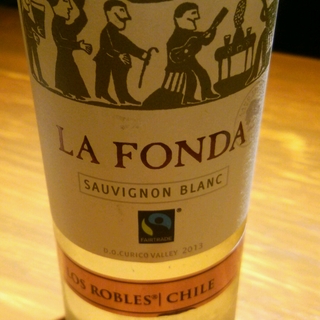 LA FONDA
SAUVIGNON BLANC
FAIRTRADE
D.O. CURICO VALLEY 2013
LOS ROBLES | CHILE